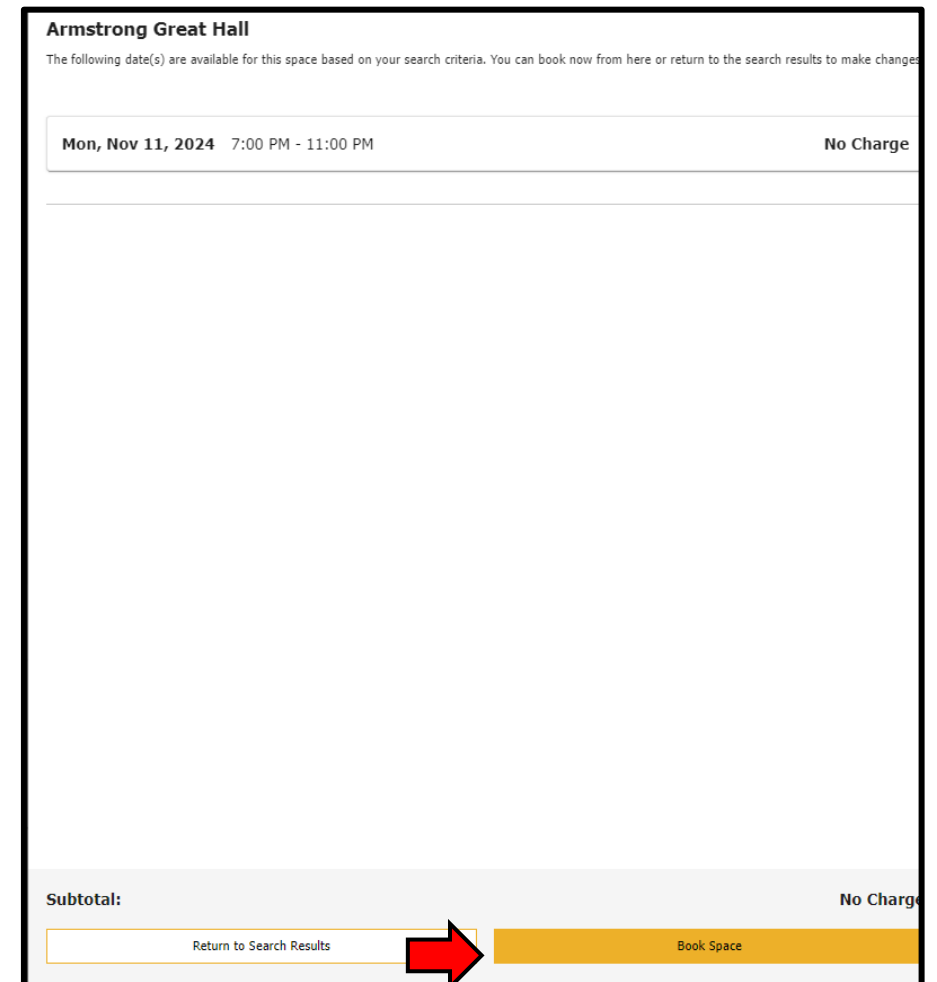 Armstrong Great Hall
The following date(s) are available for this space based on your search criteria. You can book now from here or return to the search results to make changes
Mon, Nov 11, 2024 7:00 PM - 11:00 PM No Charge
Subtotal: No Charge
Return to Search Results Book Space